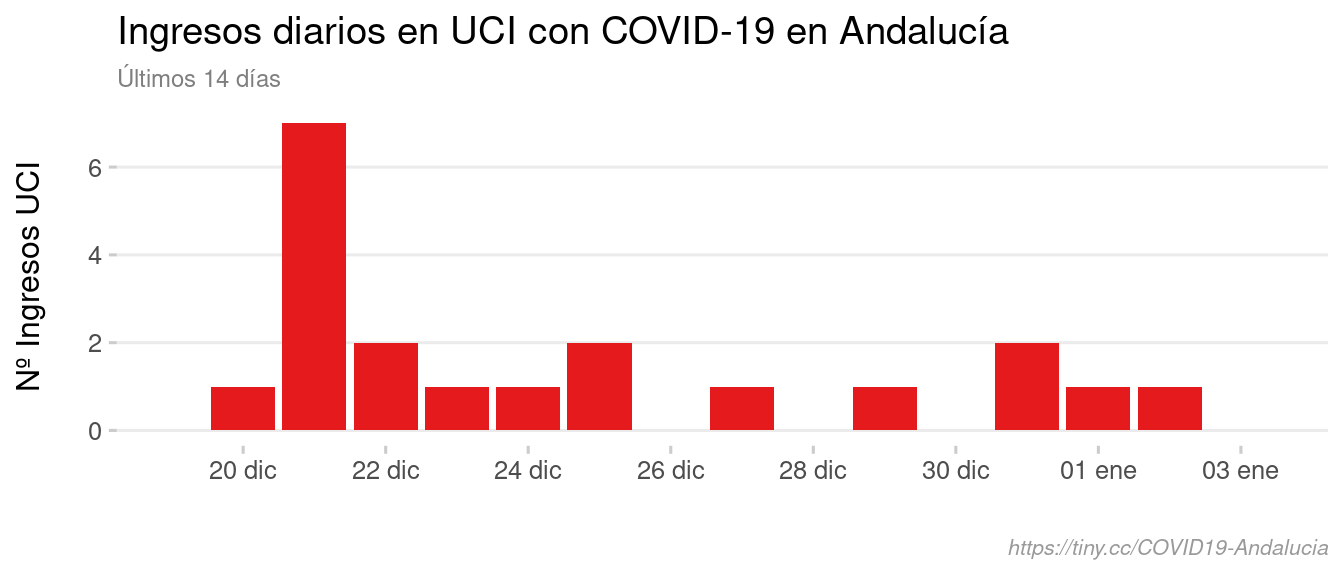 Ingresos diarios en UCI con COVID-19 en Andalucía
Últimos 14 días
Nº Ingresos UCI
6
4
2
0
20 dic 22 dic 24 dic 26 dic 28 dic 30 dic 01 ene 03 ene
https://tiny.cc/COVID19-Andalucia